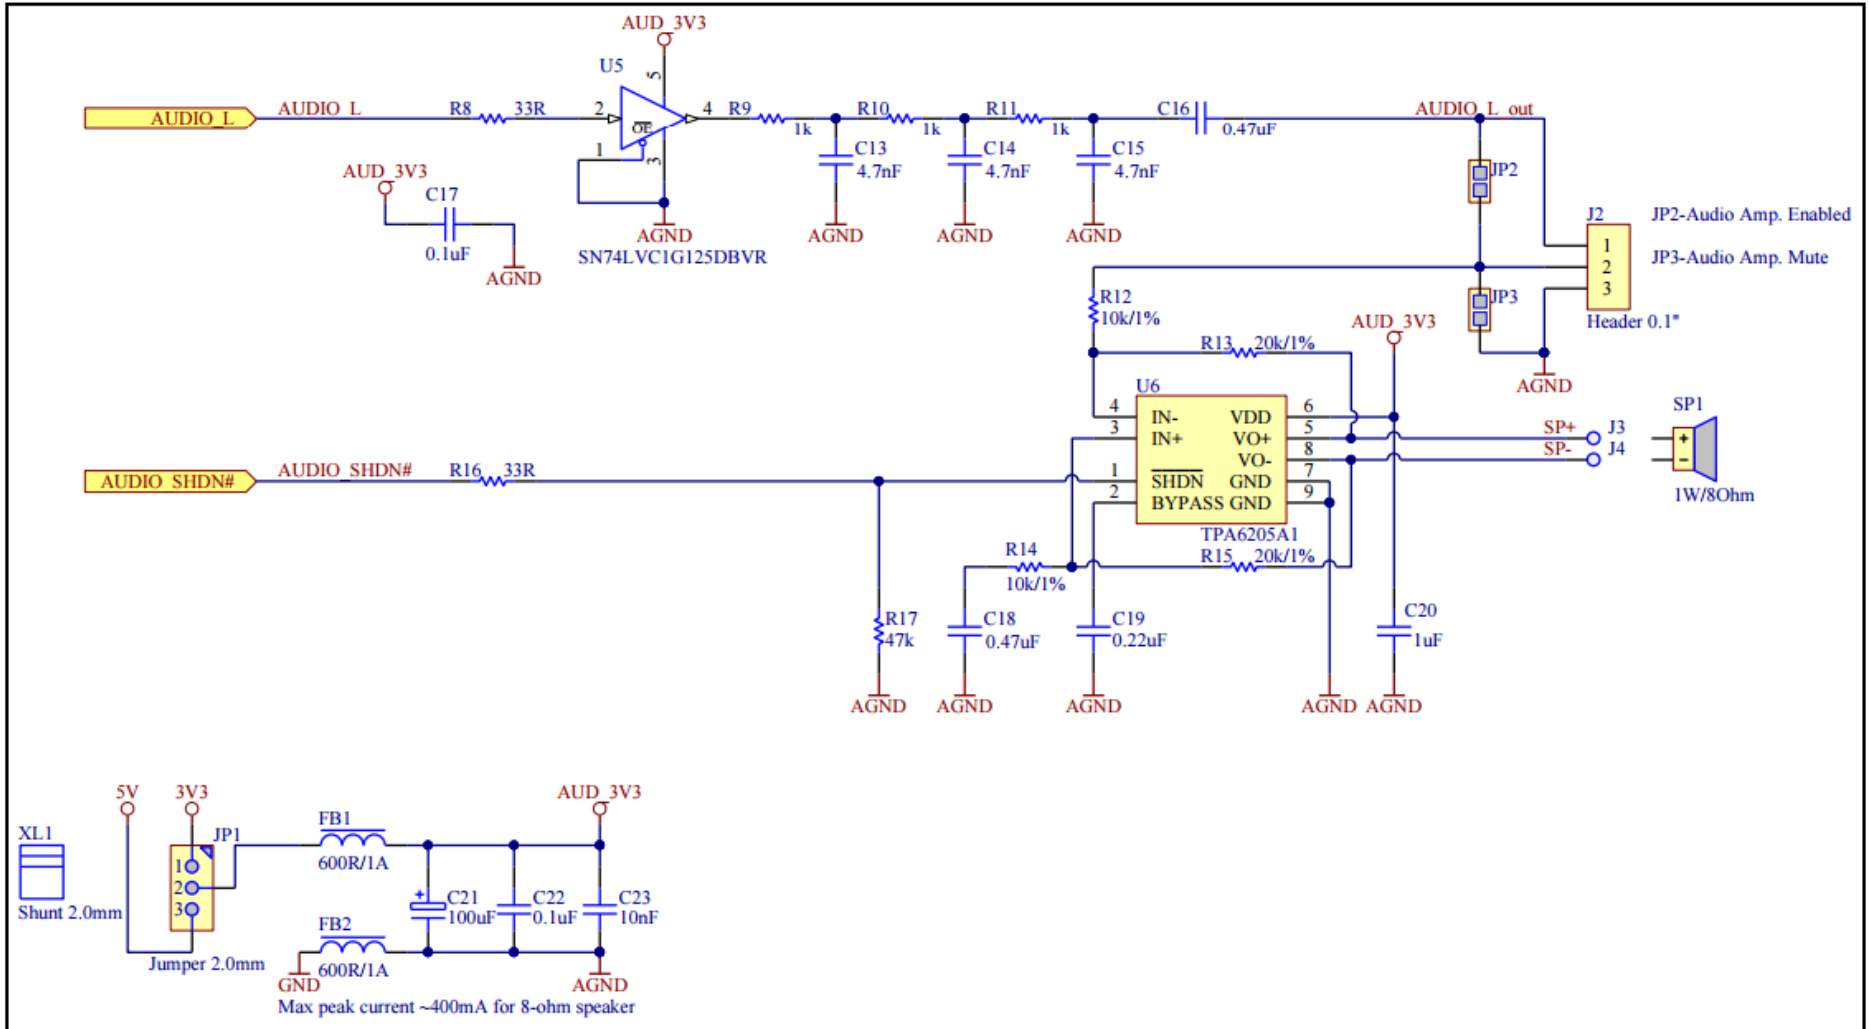 AUD_3V3
U5
5
AUDIO_L
AUDIO_L
R8 33R
2
OE
4
R9
1k
R10
1k
R11
1k
C16
0.47uF
AUDIO_L_out
1
3
C13
4.7nF
C14
4.7nF
C15
4.7nF
JP2
AUD_3V3
C17
0.1uF
AGND
AGND
SN74LVC1G125DBVR
AGND
AGND
AGND
J2
JP2-Audio Amp. Enabled
1
2
3
JP3-Audio Amp. Mute
Header 0.1"
R12
10k/1%
JP3
AUD_3V3
R13 20k/1%
AGND
U6
4 IN- VDD 6
3 IN+ VO+ 5
VO- 8
1 SHDN GND 7
2 BYPASS GND 9
TPA6205A1
SP+ J3
SP- J4
SP1
+
-
1W/8Ohm
AUDIO_SHDN#
AUDIO_SHDN#
R16 33R
R14
10k/1%
R15 20k/1%
R17
47k
C18
0.47uF
C19
0.22uF
C20
1uF
AGND
AGND
AGND
AGND
AGND
5V
3V3
AUD_3V3
XL1
Shunt 2.0mm
JP1
1
2
3
Jumper 2.0mm
FB1
600R/1A
+
C21
100uF
C22
0.1uF
C23
10nF
FB2
600R/1A
GND
AGND
Max peak current ~400mA for 8-ohm speaker